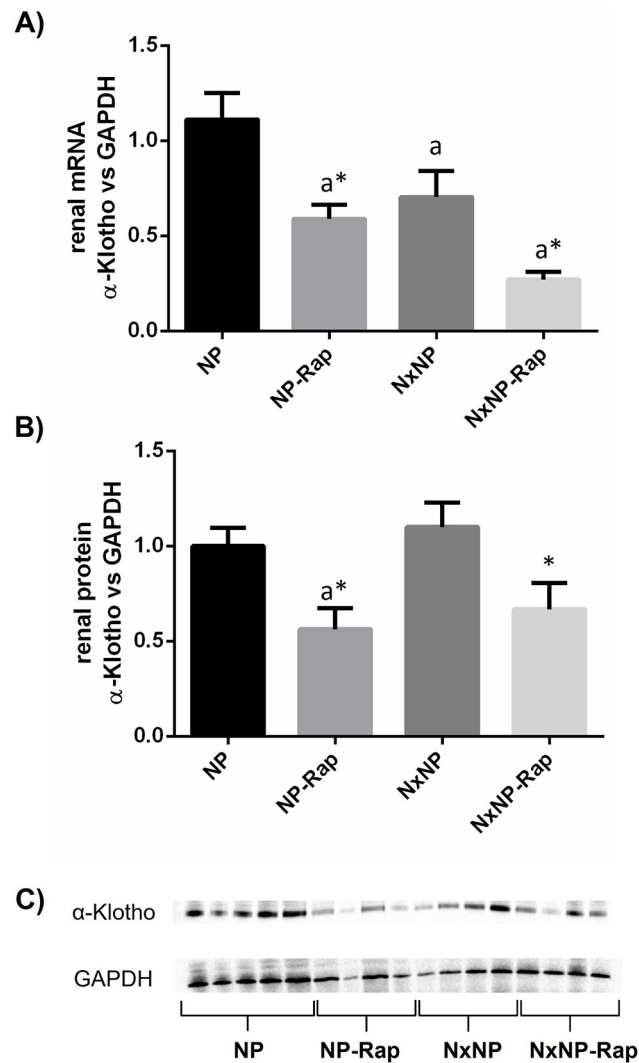 A)
renal mRNA
α-Klotho vs GAPDH
1.5
1.0
0.5
0.0
a*
a
a*
NP
NP-Rap
NxNP
NxNP-Rap
B)
renal protein
α-Klotho vs GAPDH
1.5
1.0
0.5
0.0
a*
*
NP
NP-Rap
NxNP
NxNP-Rap
C)
α-Klotho
GAPDH
NP
NP-Rap
NxNP
NxNP-Rap